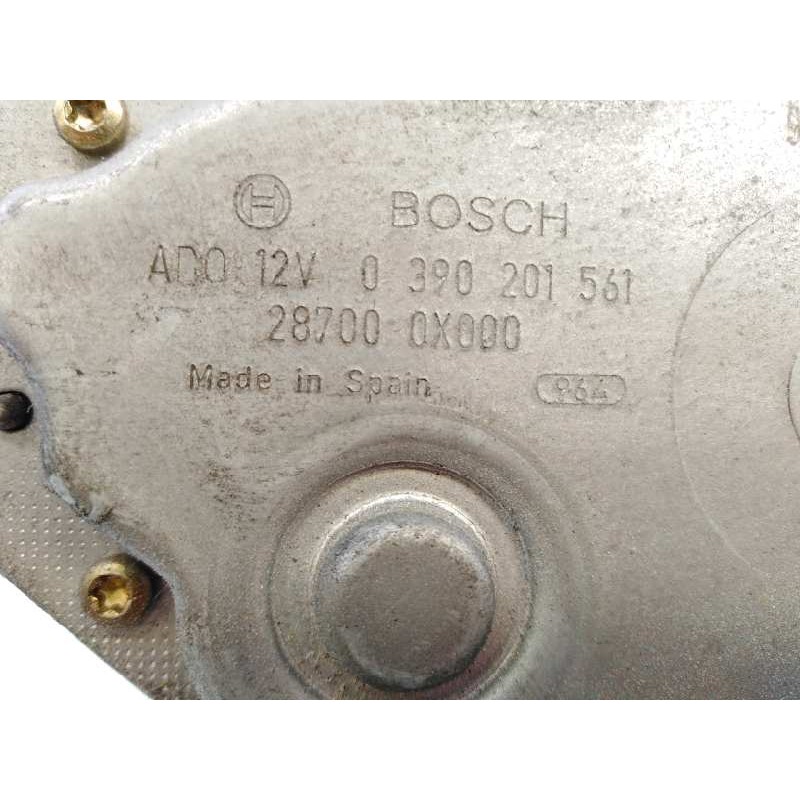 BOSCH
ADO 12V 0 390 201 561
28700 0X000
Made in Spain 964